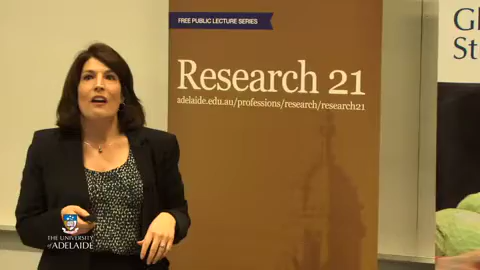 FREE PUBLIC LECTURE SERIES
Research 21
adelaide.edu.au/professions/research/research21
THE UNIVERSITY
of ADELAIDE